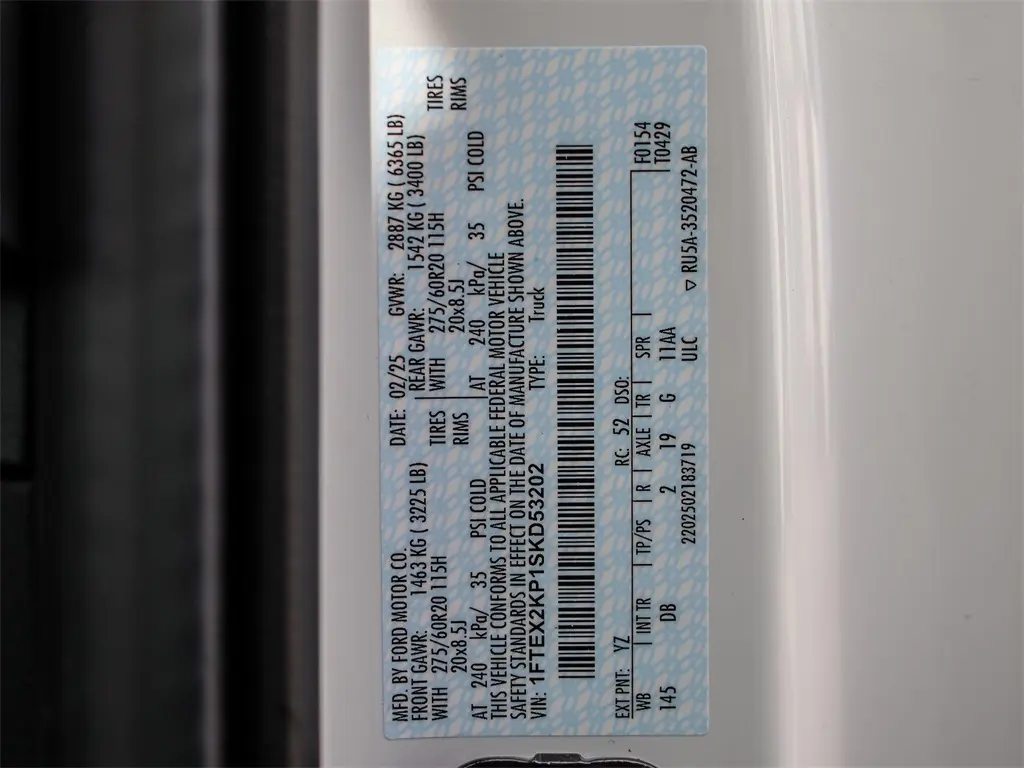 MFD. BY FORD MOTOR CO. DATE: 02/25 GVWR: 2887 KG ( 6365 LB)
FRONT GAWR: 1463 KG ( 3225 LB) REAR GAWR: 1542 KG ( 3400 LB)
WITH 275/60R20 115H TIRES WITH 275/60R20 115H TIRES
20x8.5J RIMS 20x8.5J RIMS
AT 240 kPa/ 35 PSI COLD AT 240 kPa/ 35 PSI COLD
THIS VEHICLE CONFORMS TO ALL APPLICABLE FEDERAL MOTOR VEHICLE
SAFETY STANDARDS IN EFFECT ON THE DATE OF MANUFACTURE SHOWN ABOVE.
VIN: 1FTEX2KP1SKD53202 TYPE: Truck
EXT PNT: YZ RC: 52 DSO: F0154
WB | INT TR | TP/PS | R | AXLE | TR | SPR | T0429
145 DB 2 19 G 11AA
2202502183719 ULC ▽ RU5A-3520472-AB